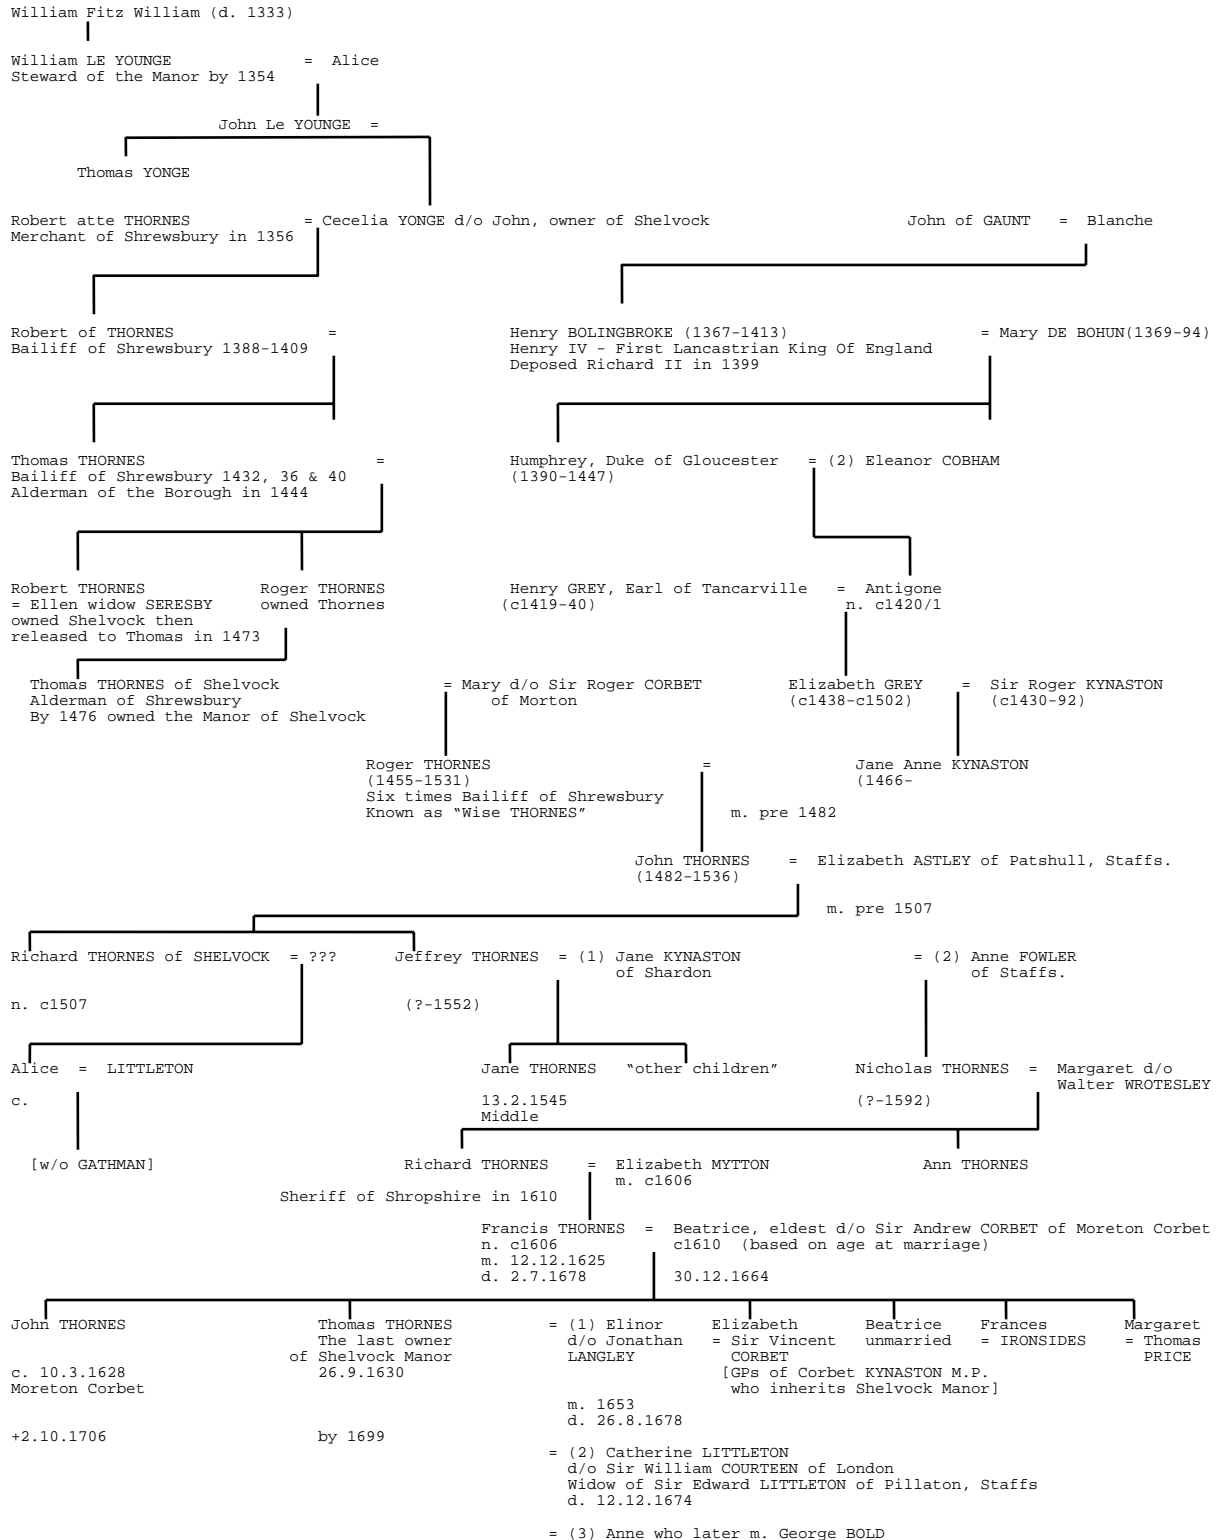 William Fitz William (d. 1333)
William LE YOUNGE = Alice
Steward of the Manor by 1354
John Le YOUNGE =
Thomas YONGE
Robert atte THORNES = Cecelia YONGE d/o John, owner of Shelvock John of GAUNT = Blanche
Merchant of Shrewsbury in 1356
Robert of THORNES = Henry BOLINGBROKE (1367-1413) = Mary DE BOHUN(1369-94)
Bailiff of Shrewsbury 1388-1409 Henry IV - First Lancastrian King Of England
Deposed Richard II in 1399
Thomas THORNES = Humphrey, Duke of Gloucester = (2) Eleanor COBHAM
Bailiff of Shrewsbury 1432, 36 & 40 (1390-1447)
Alderman of the Borough in 1444
Robert THORNES Roger THORNES Henry GREY, Earl of Tancarville = Antigone
= Ellen widow SERESBY owned Thornes (c1419-40) n. c1420/1
owned Shelvock then
released to Thomas in 1473
Thomas THORNES of Shelvock = Mary d/o Sir Roger CORBET Elizabeth GREY = Sir Roger KYNASTON
Alderman of Shrewsbury of Morton (c1438-c1502) (c1430-92)
By 1476 owned the Manor of Shelvock
Roger THORNES = Jane Anne KYNASTON
(1455-1531) (1466-
Six times Bailiff of Shrewsbury
Known as "Wise THORNES" m. pre 1482
John THORNES = Elizabeth ASTLEY of Patshull, Staffs.
(1482-1536)
m. pre 1507
Richard THORNES of SHELVOCK = ??? Jeffrey THORNES = (1) Jane KYNASTON = (2) Anne FOWLER
of Shardon of Staffs.
n. c1507 (?-1552)
Alice = LITTLETON Jane THORNES "other children" Nicholas THORNES = Margaret d/o
Walter WROTESLEY
c. 13.2.1545 (?-1592)
Middle
[w/o GATHMAN] Richard THORNES = Elizabeth MYTTON Ann THORNES
m. c1606
Sheriff of Shropshire in 1610
Francis THORNES = Beatrice, eldest d/o Sir Andrew CORBET of Moreton Corbet
n. c1606 c1610 (based on age at marriage)
m. 12.12.1625
d. 2.7.1678 30.12.1664
John THORNES Thomas THORNES = (1) Elinor Elizabeth Beatrice Frances Margaret
The last owner d/o Jonathan = Sir Vincent unmarried = IRONSIDES = Thomas
of Shelvock Manor LANGLEY CORBET PRICE
c. 10.3.1628 26.9.1630 [GPs of Corbet KYNASTON M.P.
Moreton Corbet who inherits Shelvock Manor]
m. 1653
d. 26.8.1678
+2.10.1706 by 1699
= (2) Catherine LITTLETON
d/o Sir William COURTEEN of London
Widow of Sir Edward LITTLETON of Pillaton, Staffs
d. 12.12.1674
= (3) Anne who later m. George BOLD